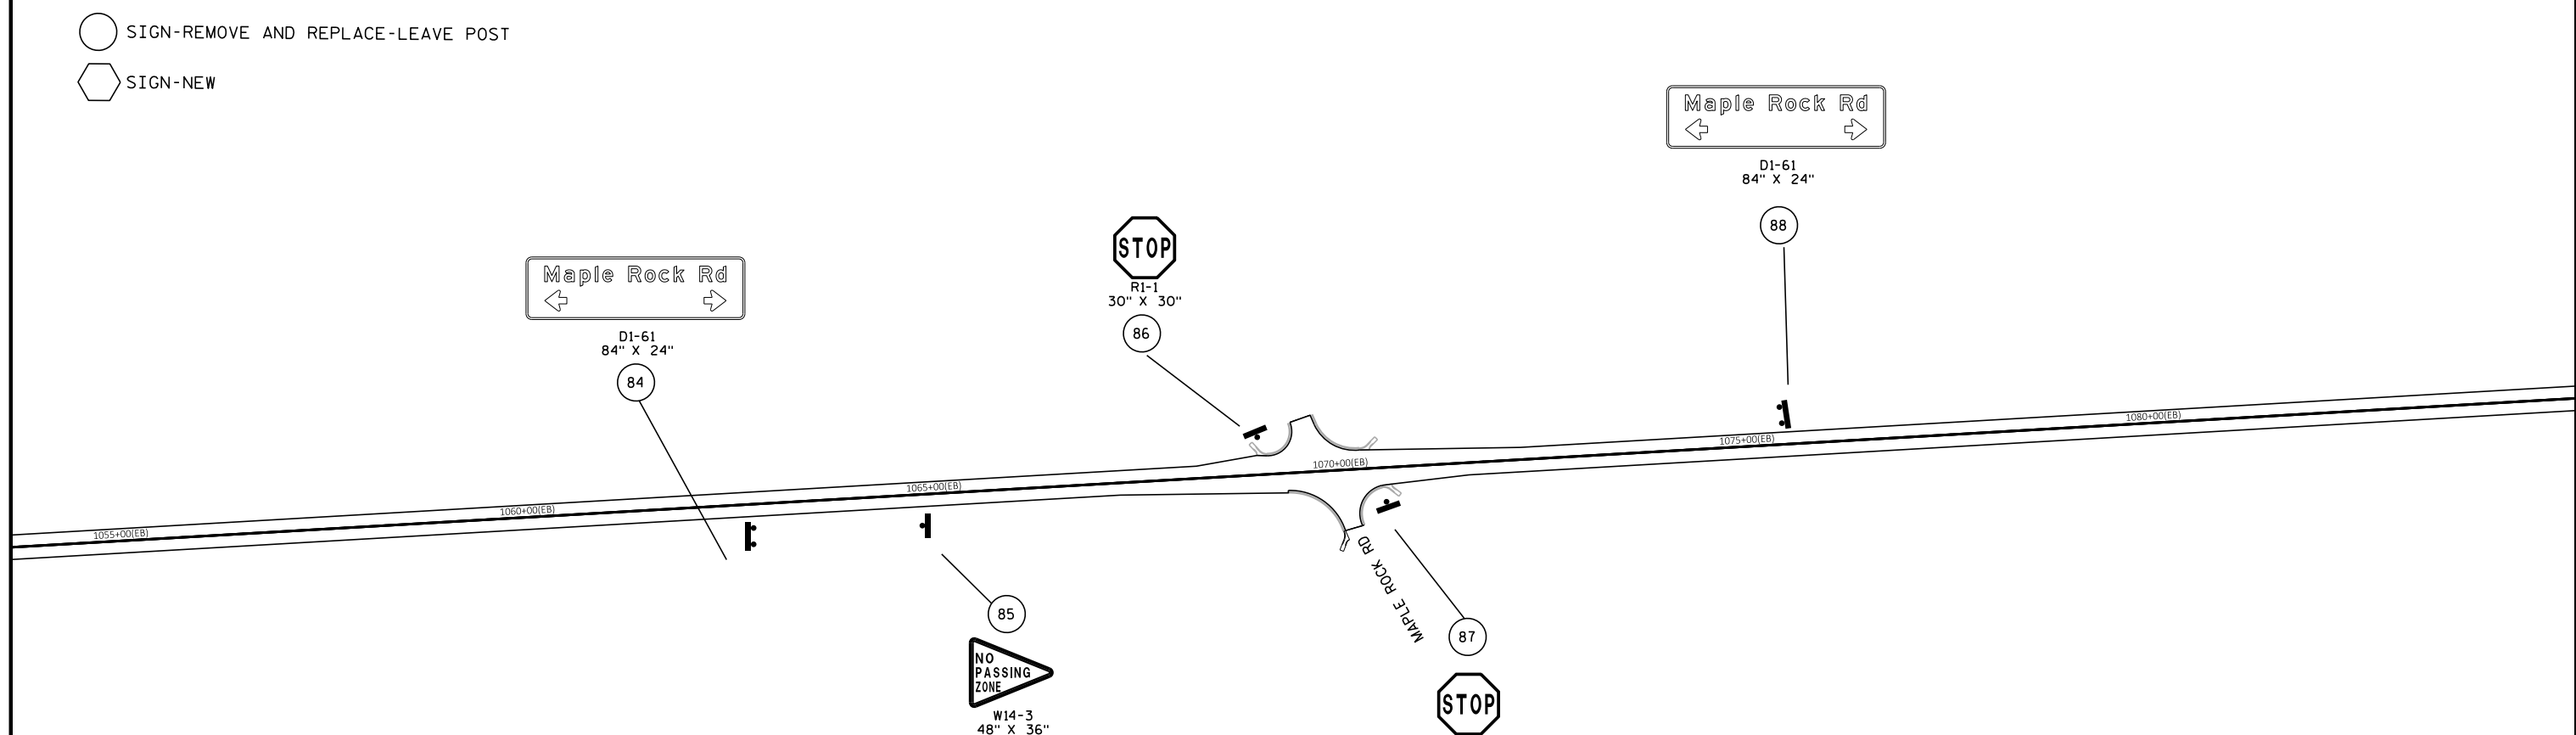 SIGN-REMOVE AND REPLACE-LEAVE POST
SIGN-NEW
Maple Rock Rd
D1-61
84" X 24"
88
STOP
R1-1
30" X 30"
86
Maple Rock Rd
D1-61
84" X 24"
84
1055+00(EB)
1060+00(EB)
1065+00(EB)
1070+00(EB)
1075+00(EB)
1080+00(EB)
MAPLE ROCK RD
85
NO
PASSING
ZONE
W14-3
48" X 36"
87
STOP